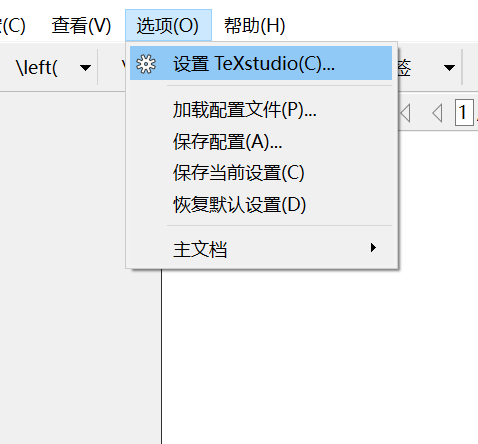 (C) 查看(V) 选项(O) 帮助(H)
\left(
设置 TeXstudio(C)...
签
1
加载配置文件(P)...
保存配置(A)...
保存当前设置(C)
恢复默认设置(D)
主文档